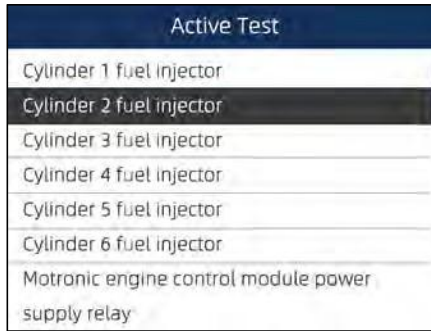 Active Test
Cylinder 1 fuel injector
Cylinder 2 fuel injector
Cylinder 3 fuel injector
Cylinder 4 fuel injector
Cylinder 5 fuel injector
Cylinder 6 fuel injector
Motronic engine control module power
supply relay